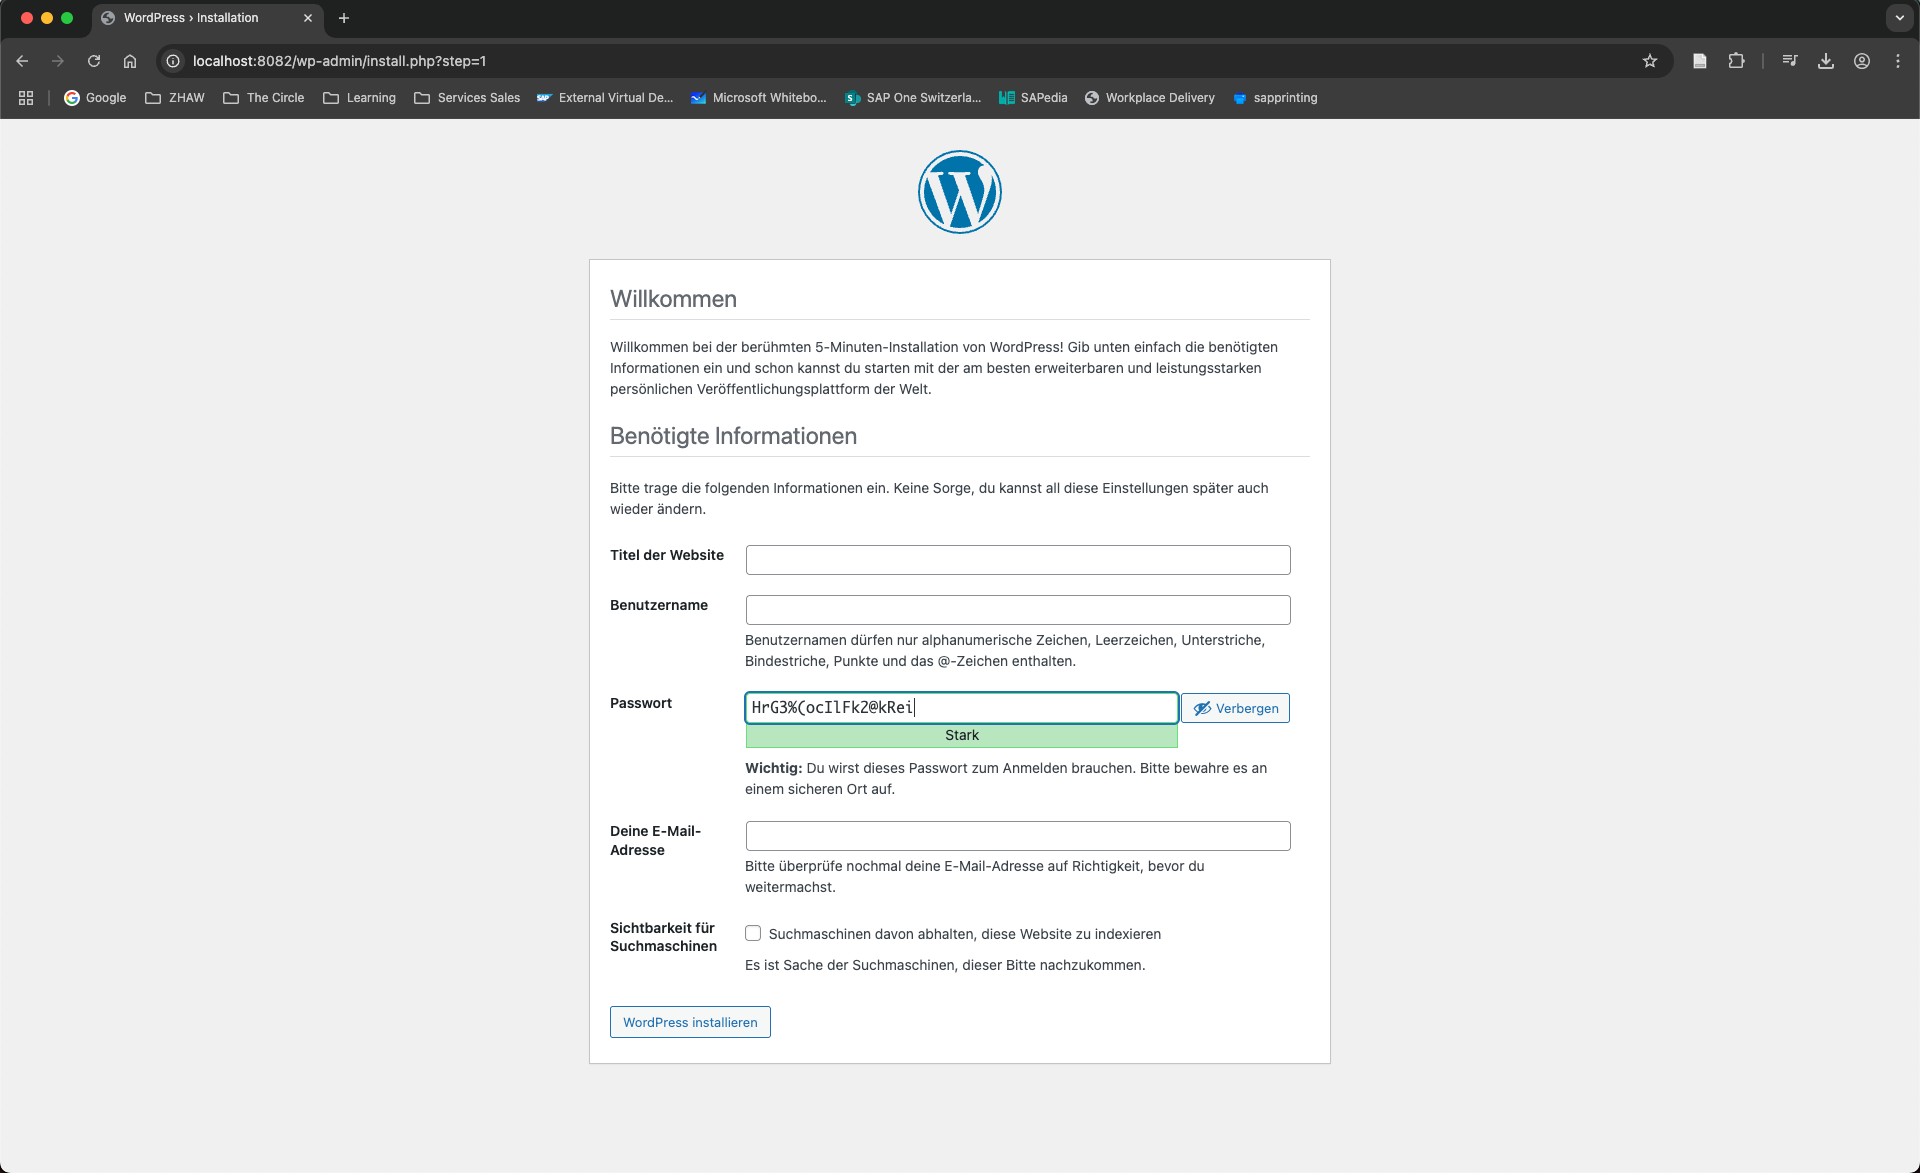 WordPress › Installation
localhost:8082/wp-admin/install.php?step=1
Google ZHAW The Circle Learning Services Sales External Virtual De... Microsoft Whitebo... SAP One Switzerla... SAPedia Workplace Delivery sapprinting
Willkommen
Willkommen bei der berühmten 5-Minuten-Installation von WordPress! Gib unten einfach die benötigten
Informationen ein und schon kannst du starten mit der am besten erweiterbaren und leistungsstarken
persönlichen Veröffentlichungsplattform der Welt.
Benötigte Informationen
Bitte trage die folgenden Informationen ein. Keine Sorge, du kannst all diese Einstellungen später auch
wieder ändern.
Titel der Website
Benutzername
Benutzernamen dürfen nur alphanumerische Zeichen, Leerzeichen, Unterstriche,
Bindestriche, Punkte und das @-Zeichen enthalten.
Passwort
HrG3%(ocIlFk2@kRei
Verbergen
Stark
Wichtig: Du wirst dieses Passwort zum Anmelden brauchen. Bitte bewahre es an
einem sicheren Ort auf.
Deine E-Mail-
Adresse
Bitte überprüfe nochmal deine E-Mail-Adresse auf Richtigkeit, bevor du
weitermachst.
Sichtbarkeit für
Suchmaschinen
Suchmaschinen davon abhalten, diese Website zu indexieren
Es ist Sache der Suchmaschinen, dieser Bitte nachzukommen.
WordPress installieren